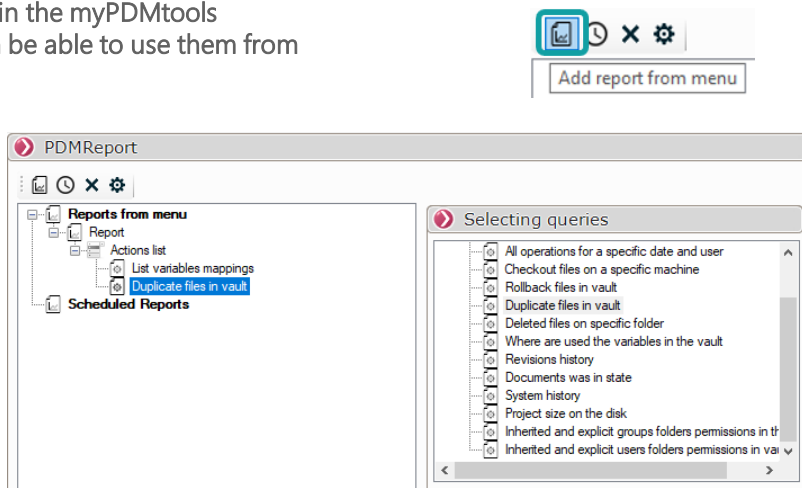 in the myPDMtools
be able to use them from
Add report from menu
PDMReport
Reports from menu
Report
Actions list
List variables mappings
Duplicate files in vault
Scheduled Reports
Selecting queries
All operations for a specific date and user
Checkout files on a specific machine
Rollback files in vault
Duplicate files in vault
Deleted files on specific folder
Where are used the variables in the vault
Revisions history
Documents was in state
System history
Project size on the disk
Inherited and explicit groups folders permissions in th
Inherited and explicit users folders permissions in vau